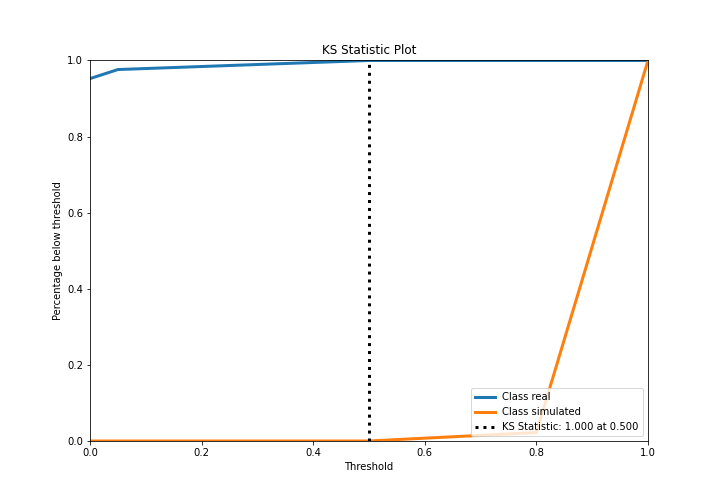 KS Statistic Plot
1.0
0.8
0.6
0.4
0.2
0.0
Percentage below threshold
0.0 0.2 0.4 0.6 0.8 1.0
Threshold
Class real
Class simulated
KS Statistic: 1.000 at 0.500